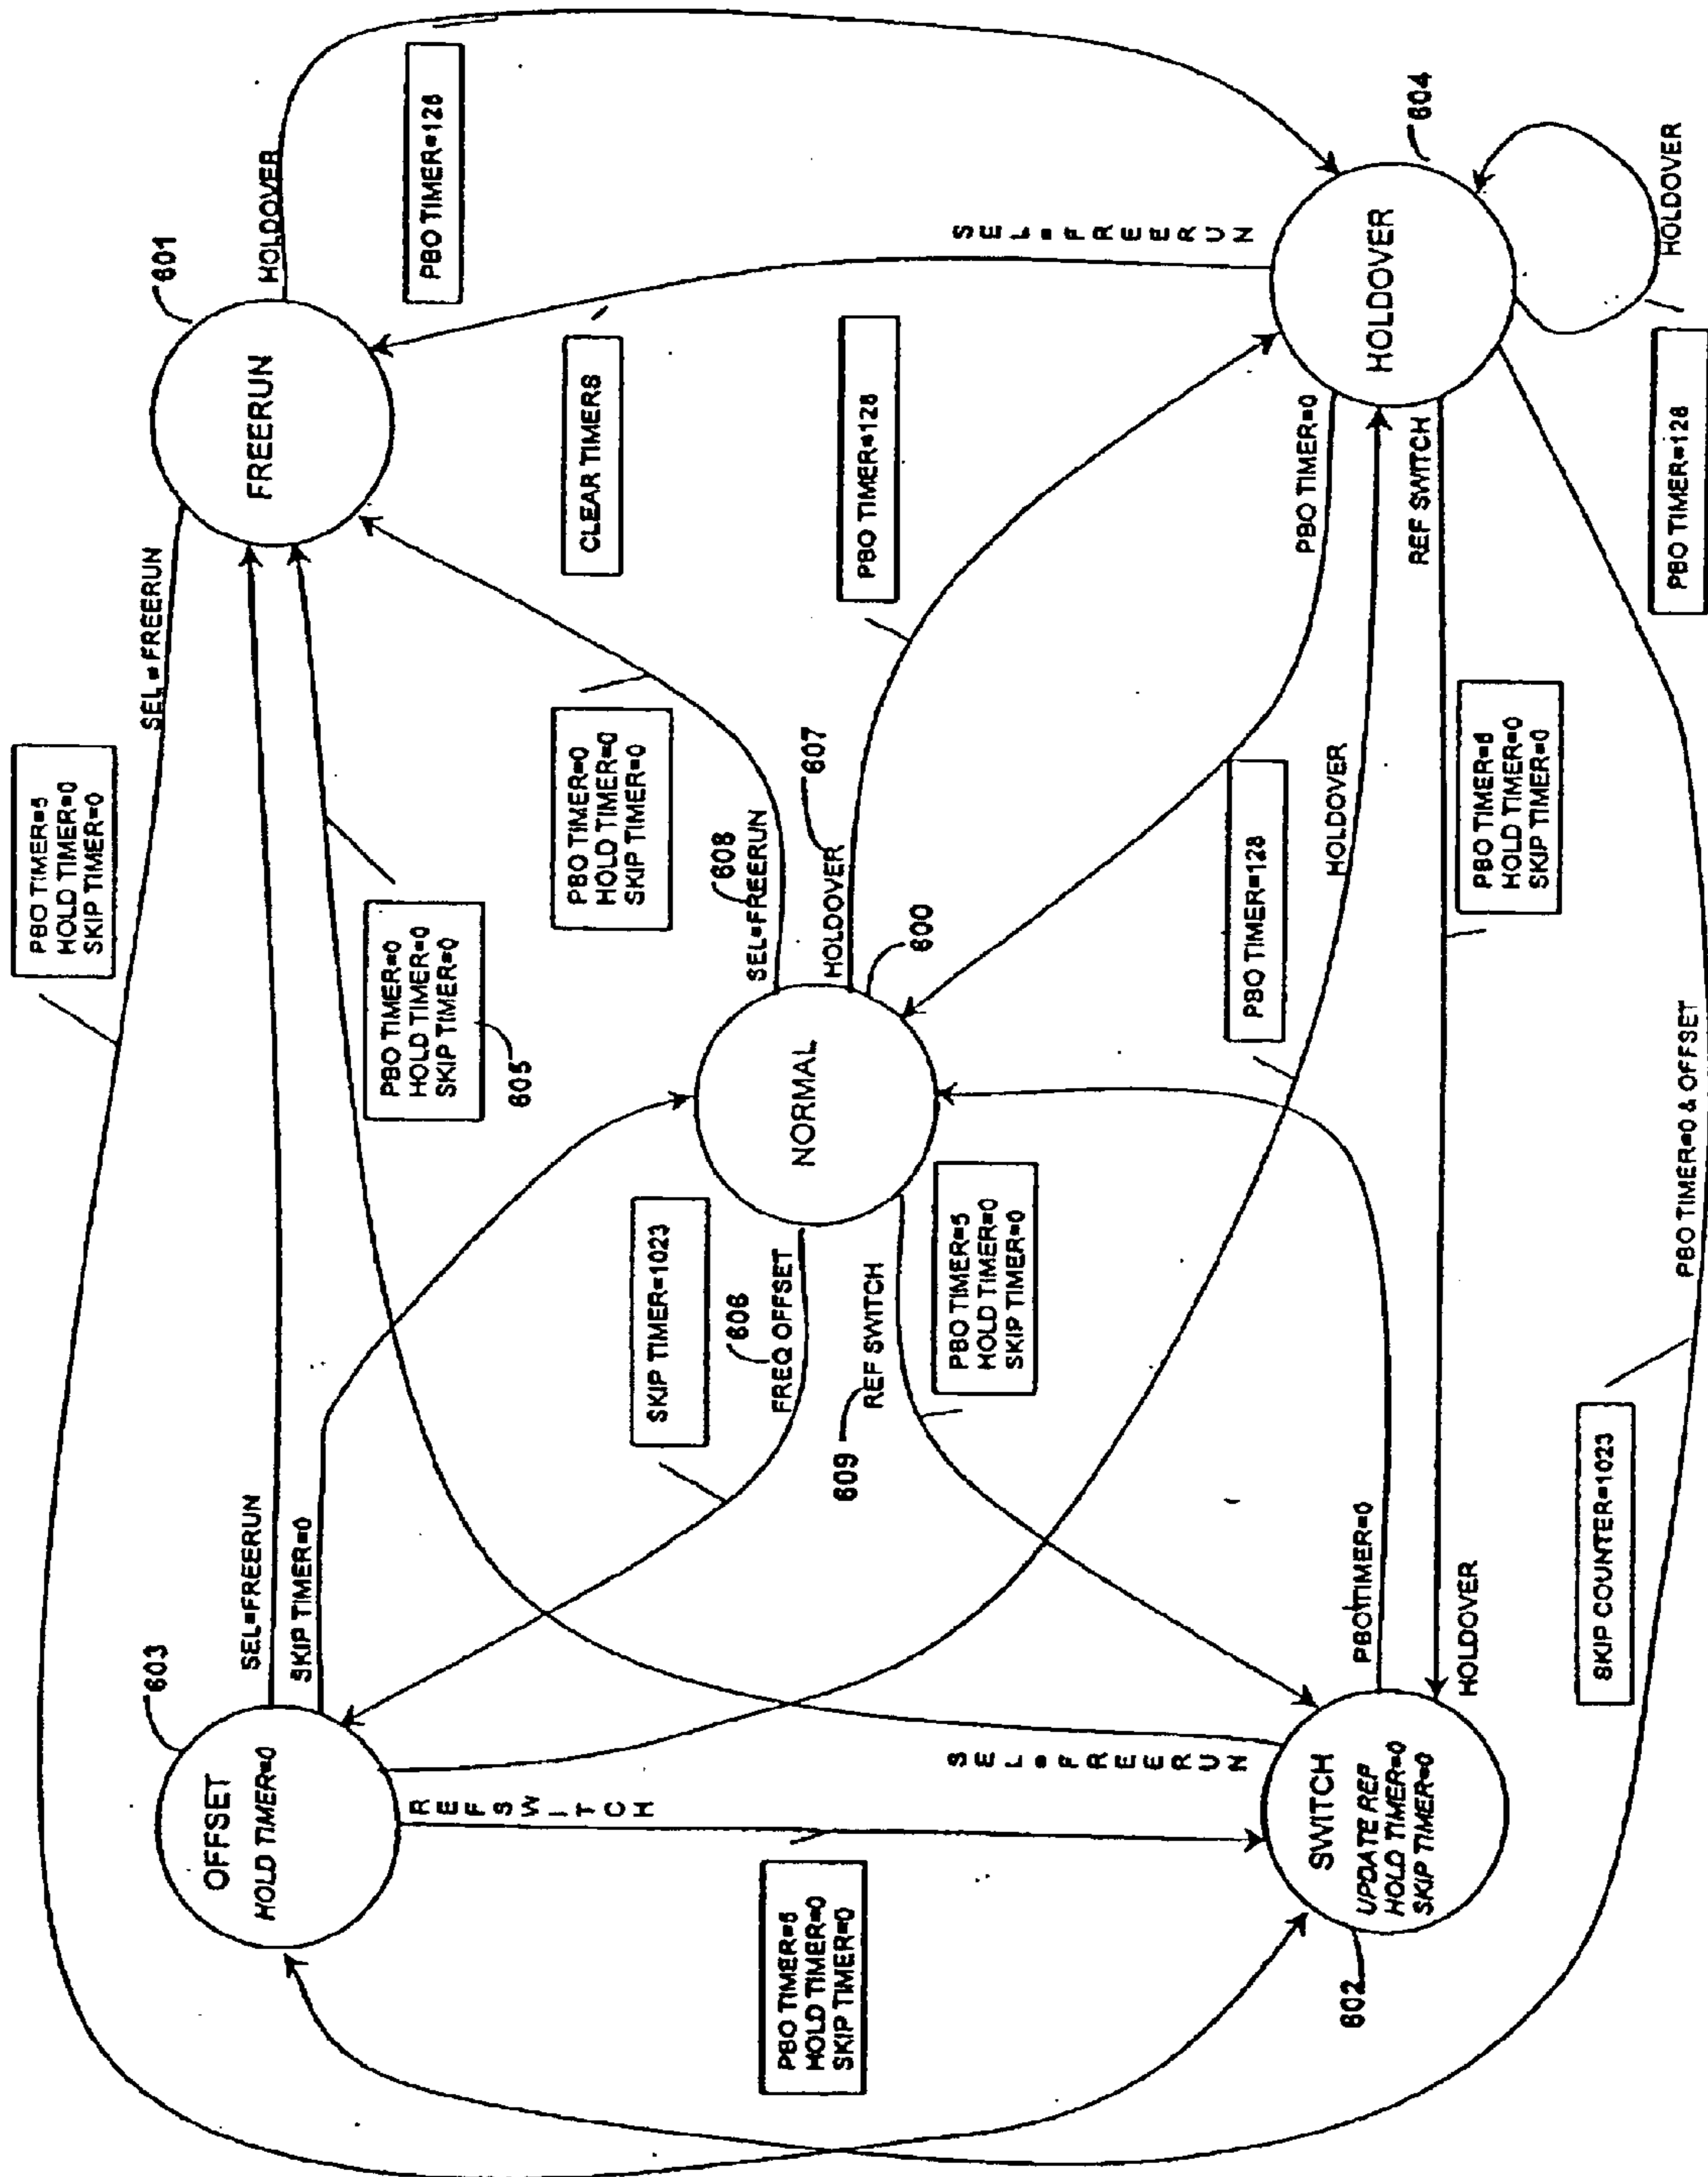 PBO TIMER=5
HOLD TIMER=0
SKIP TIMER=0
SEL ≠ FREERUN
603
601
OFFSET
HOLD TIMER=0
SEL=FREERUN
SKIP TIMER=0
FREERUN
HOLDOVER
PBO TIMER=0
HOLD TIMER=0
SKIP TIMER=0
605
PBO TIMER=128
REF SWITCH
PBO TIMER=0
HOLD TIMER=0
SKIP TIMER=0
CLEAR TIMERS
SKIP TIMER=1023
606
FREQ OFFSET
608
SEL=FREERUN
607
HOLDOVER
NORMAL
600
PBO TIMER=128
609
REF SWITCH
PBO TIMER=5
HOLD TIMER=0
SKIP TIMER=0
PBO TIMER=5
HOLD TIMER=0
SKIP TIMER=0
SEL=FREERUN
SEL=FREERUN
PBO TIMER=128
SWITCH
UPDATE REF
HOLD TIMER=0
SKIP TIMER=0
602
PBO TIMER=0
HOLDOVER
HOLDOVER
PBO TIMER=0
REF SWITCH
HOLDOVER
604
PBO TIMER=5
HOLD TIMER=0
SKIP TIMER=0
SKIP COUNTER=1023
PBO TIMER=0 & OFFSET
PBO TIMER=128
HOLDOVER